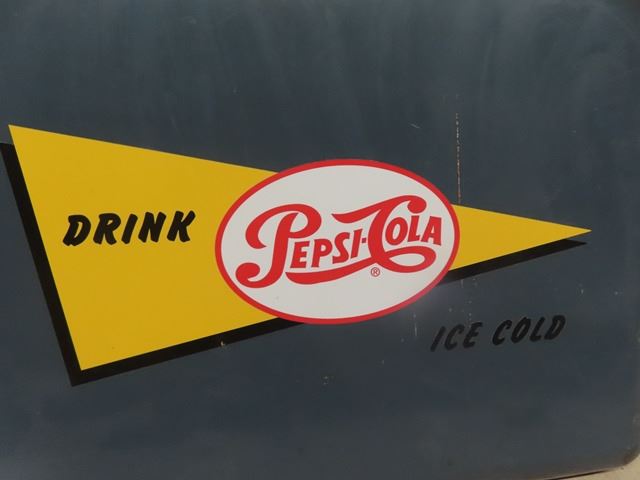 DRINK
PEPSI-COLA
®
ICE COLD